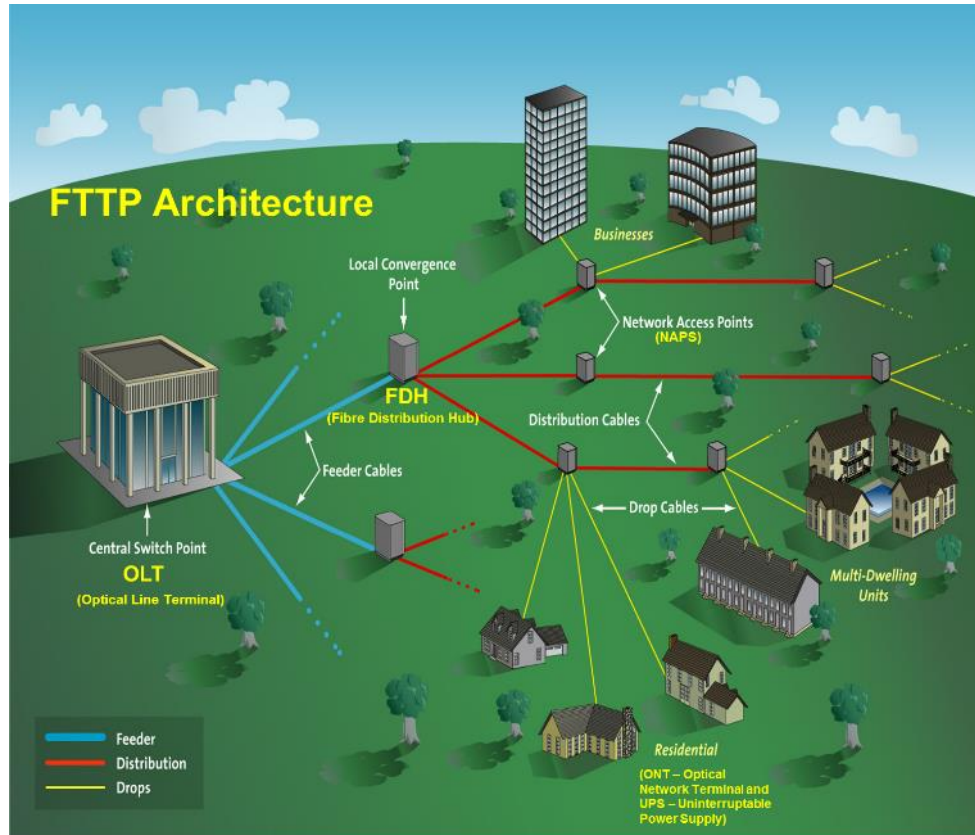 FTTP Architecture
Businesses
Local Convergence
Point
Network Access Points
(NAPS)
FDH
(Fibre Distribution Hub)
Distribution Cables
Feeder Cables
Drop Cables
Central Switch Point
OLT
(Optical Line Terminal)
Multi-Dwelling
Units
Residential
(ONT – Optical
Network Terminal and
UPS – Uninterruptable
Power Supply)
Feeder
Distribution
Drops